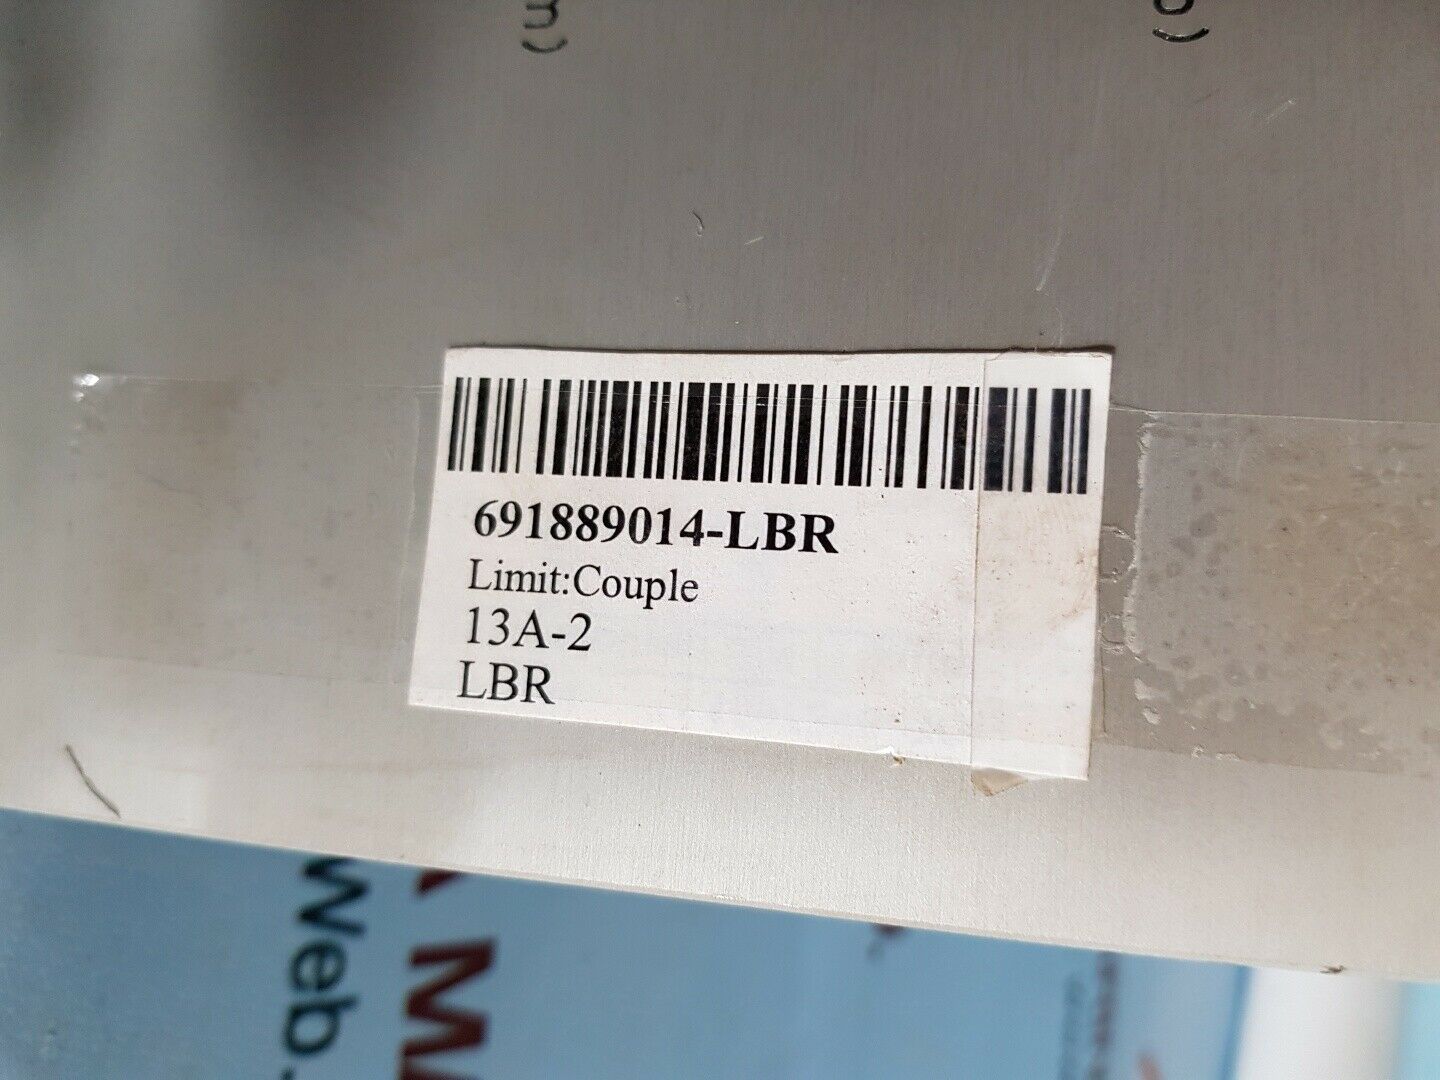 m)
691889014-LBR
Limit:Couple
13A-2
LBR
Web.